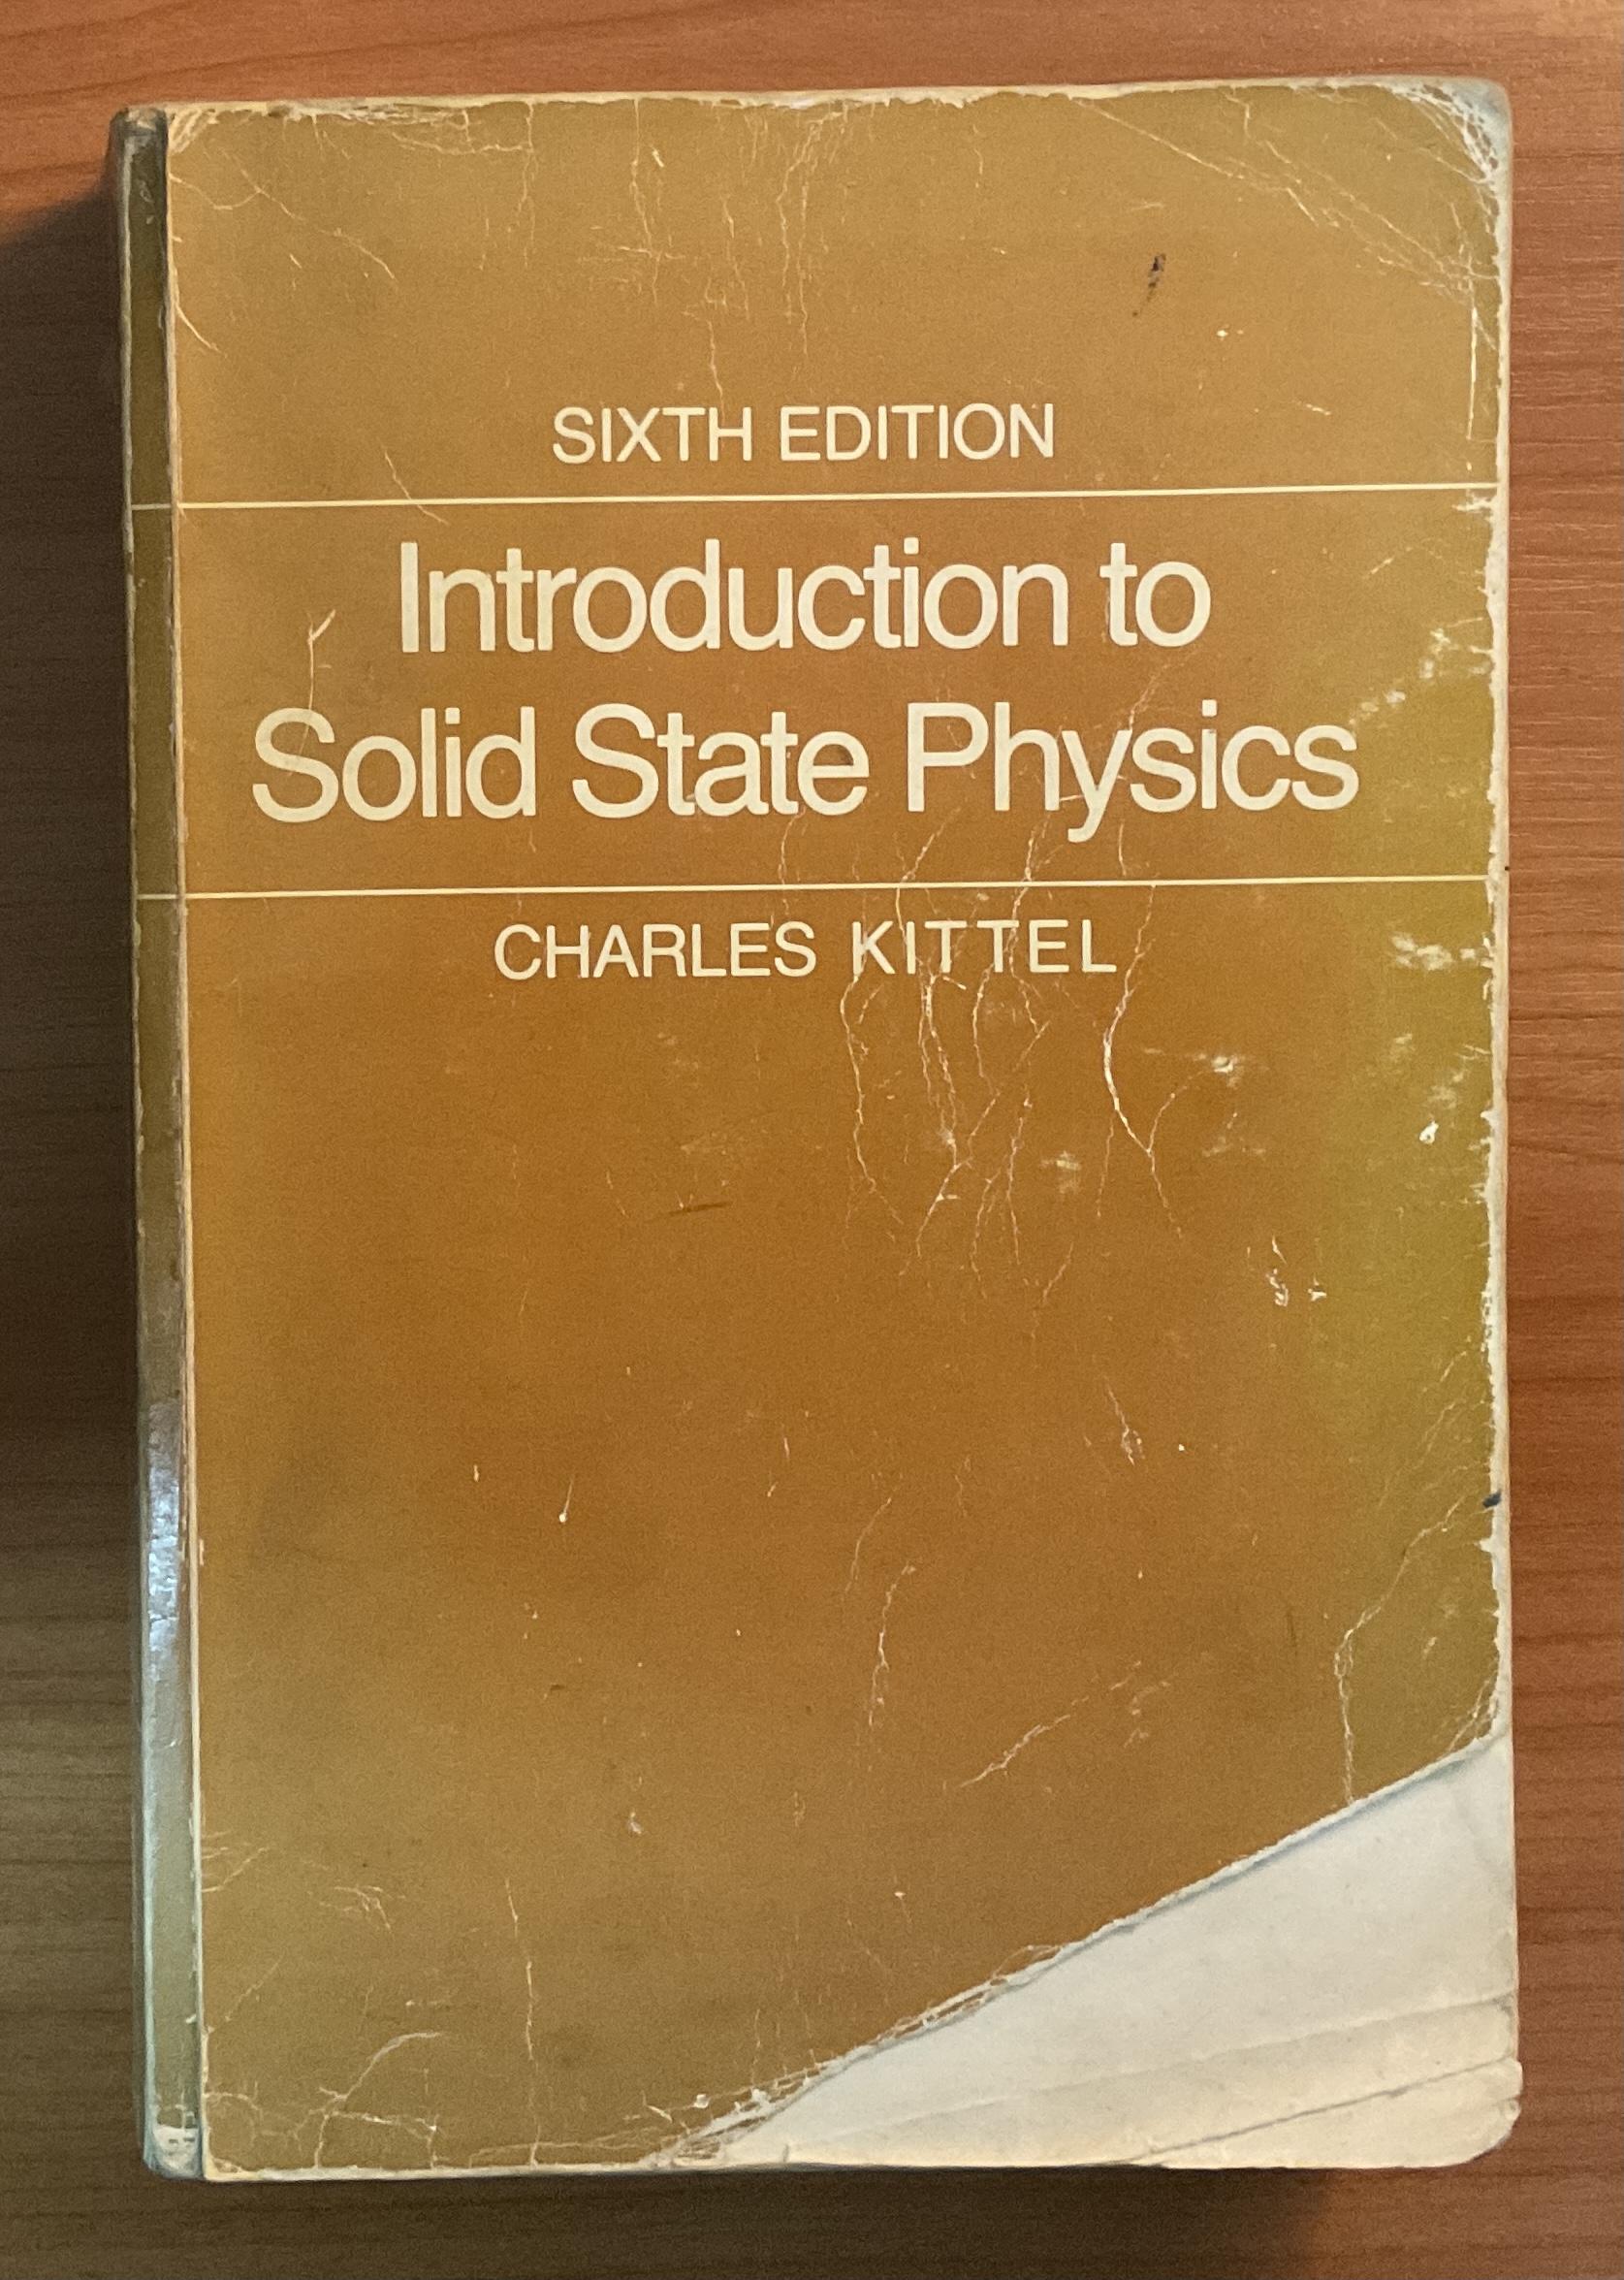 SIXTH EDITION
Introduction to
Solid State Physics
CHARLES KITTEL